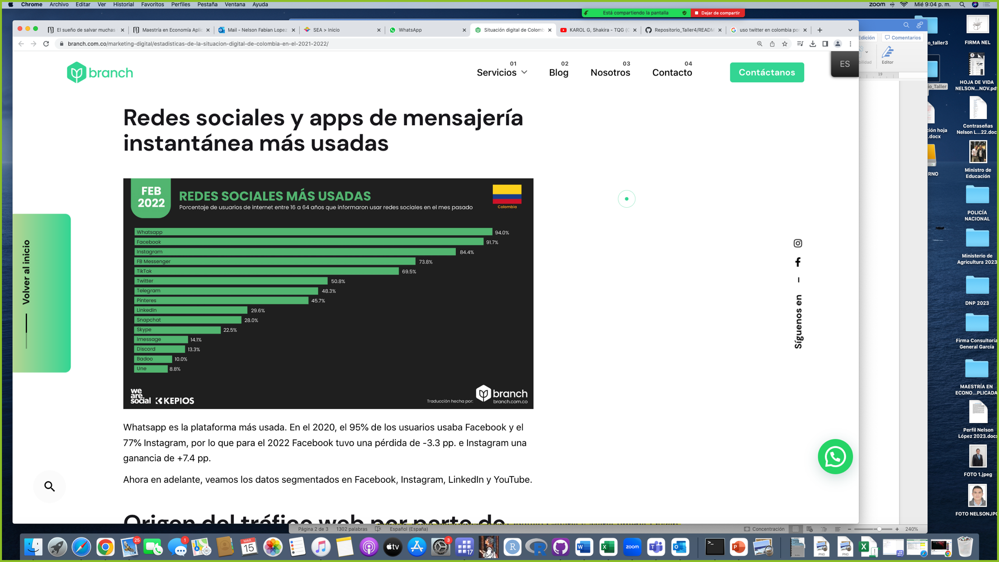 Chrome Archivo Editar Ver Historial Favoritos Perfiles Pestaña Ventana Ayuda
zoom Mié 9:04 p. m.
Está compartiendo la pantalla Dejar de compartir
El sueño de salvar muchas
Maestría en Economía Aplic
Mail - Nelson Fabian Lopez
SEA > Inicio
WhatsApp
Situación digital de Colomb
KAROL G, Shakira - TQG (
Repositorio_Taller4/READM
uso twitter en colombia po
branch.com.co/marketing-digital/estadisticas-de-la-situacion-digital-de-colombia-en-el-2021-2022/
Edición Comentarios
Editor
19
ES
branch
01 Servicios
02 Blog
03 Nosotros
04 Contacto
Contáctanos
Redes sociales y apps de mensajería
instantánea más usadas
FEB
2022
REDES SOCIALES MÁS USADAS
Porcentaje de usuarios de internet entre 16 a 64 años que informaron usar redes sociales en el mes pasado
Colombia
Whatsapp 94.0%
Facebook 91.7%
Instagram 84.4%
FB Messenger 73.8%
TikTok 69.5%
Twitter 50.8%
Telegram 48.3%
Pinteres 45.7%
LinkedIn 29.6%
Snapchat 28.0%
Skype 22.5%
Imessage 14.1%
Discord 13.3%
Badoo 10.0%
Une 8.8%
we
are
social KEPIOS
Traducción hecha por: branch
branch.com.co
Volver al inicio
Síguenos en
Whatsapp es la plataforma más usada. En el 2020, el 95% de los usuarios usaba Facebook y el
77% Instagram, por lo que para el 2022 Facebook tuvo una pérdida de -3.3 pp. e Instagram una
ganancia de +7.4 pp.
Ahora en adelante, veamos los datos segmentados en Facebook, Instagram, LinkedIn y YouTube.
Origen del tráfico web por parte de
Página 2 de 3 1302 palabras Español (España) Concentración 240%
o_taller3
FIRMA NEL
io_Taller
HOJA DE VIDA
NELSON...NOV.pdf
ción hoja
.docx
Contraseñas
Nelson L...22.docx
RNO
Ministro de
Educación
POLICÍA
NACIONAL
Ministerio de
Agricultura 2023
DNP 2023
Firma Consultoría
General García
MAESTRÍA EN
ECONO...PLICADA
Perfil Nelson
López 2023.docx
FOTO 1.jpeg
FOTO NELSONJPG
25
1
MAR.
15
tv
3
17
R
W
X
zoom
P
PNG
PNG